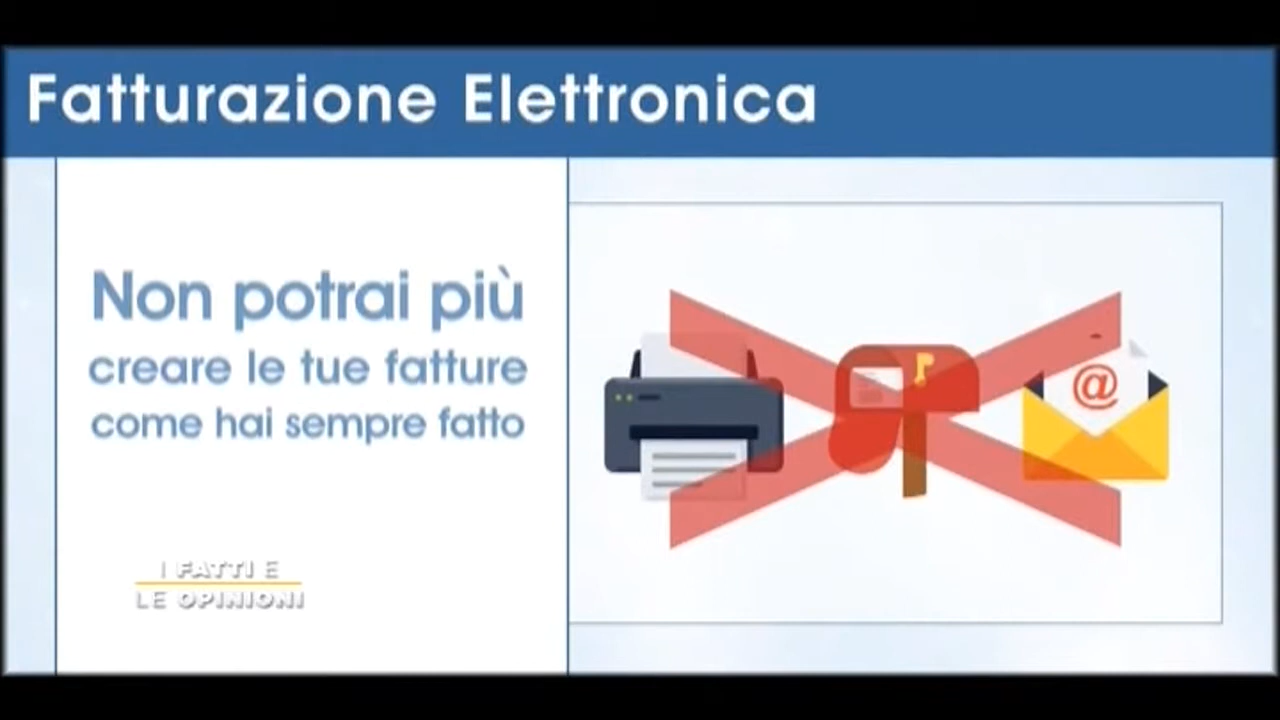 Fatturazione Elettronica
Non potrai più
creare le tue fatture
come hai sempre fatto
@
I FATTI E
LE OPINIONI